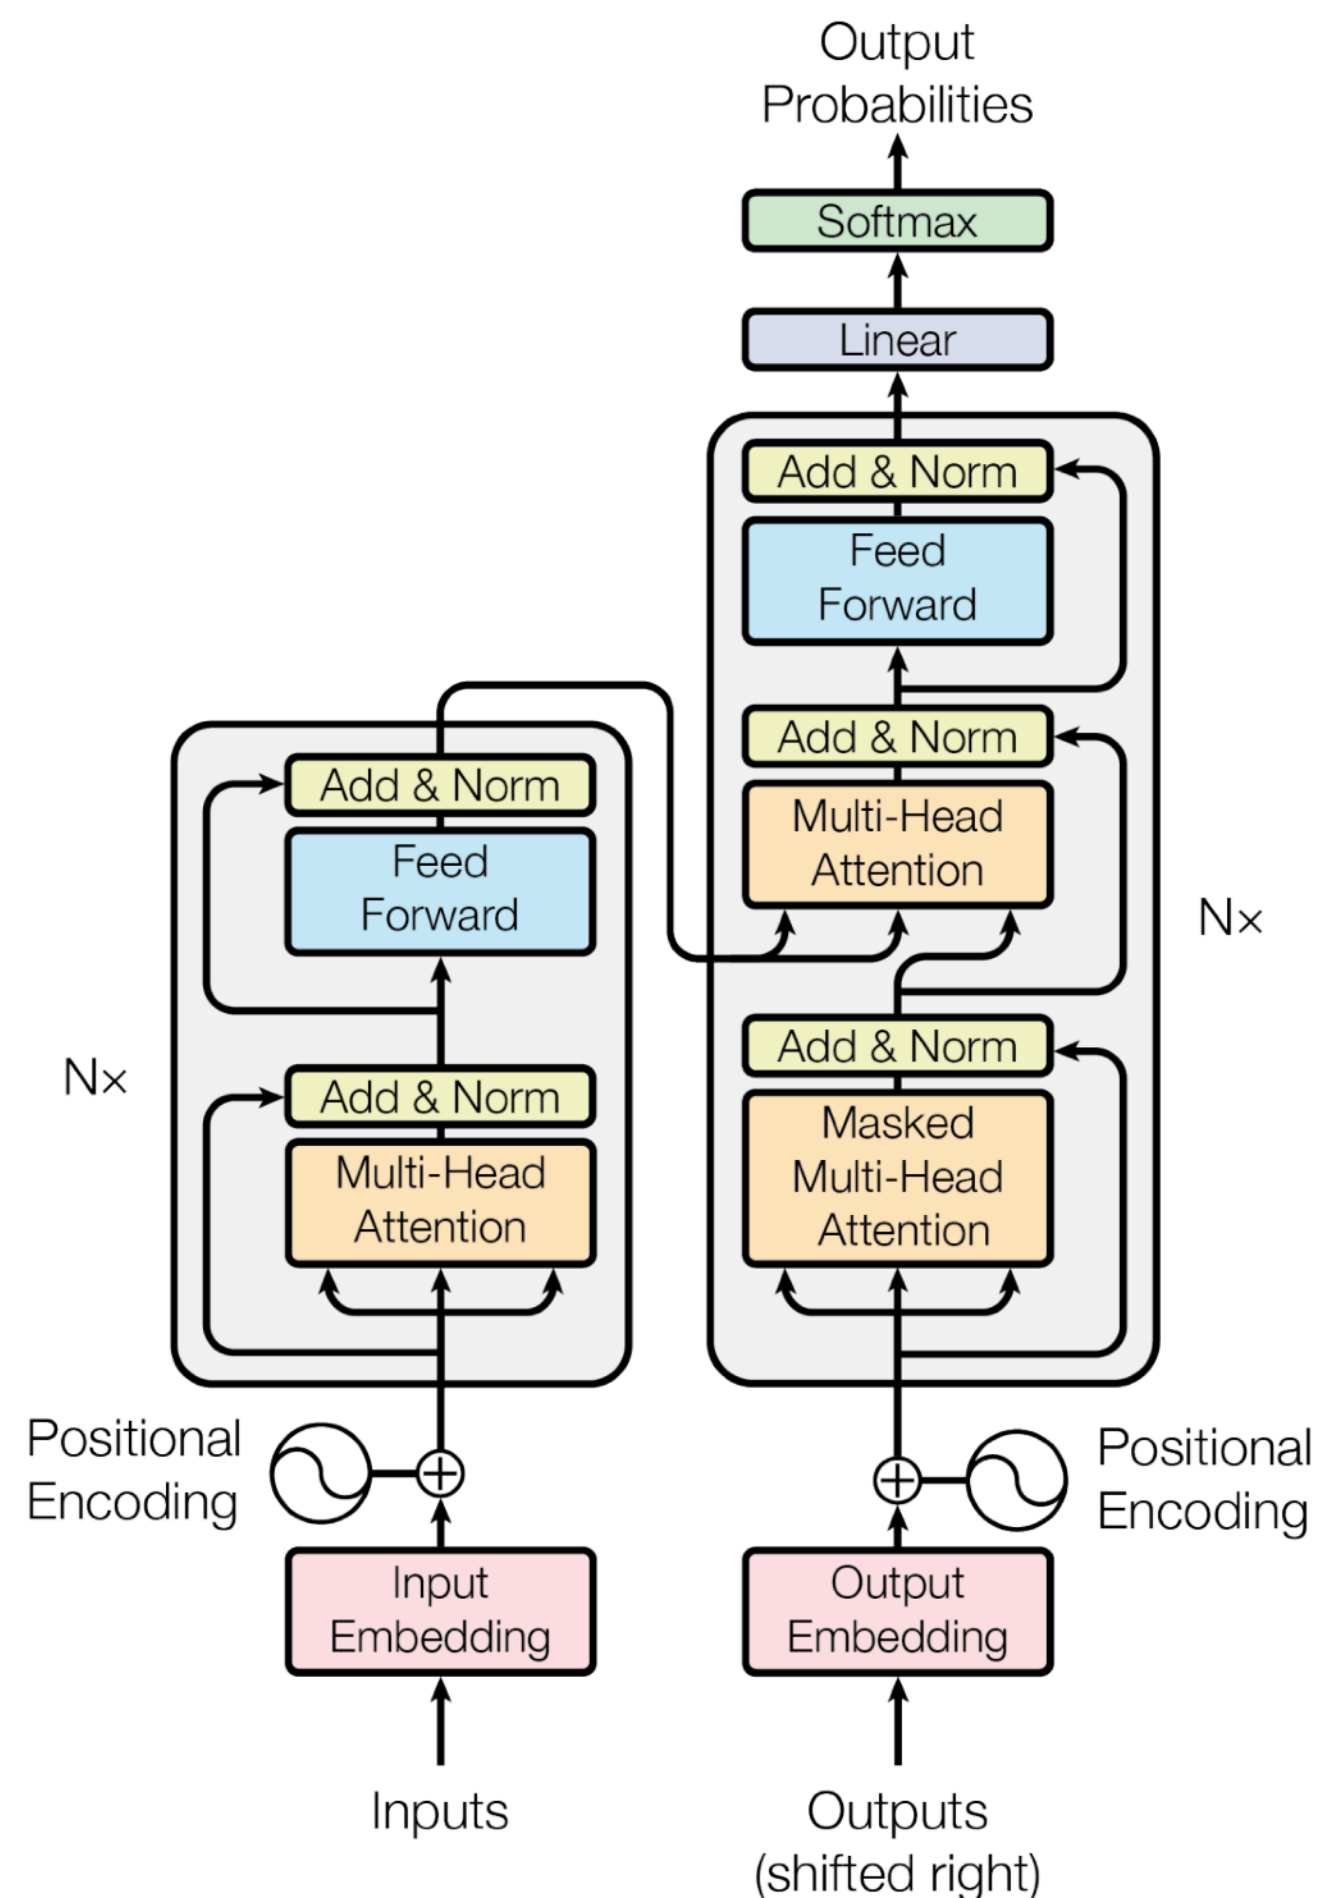 Output
Probabilities
Softmax
Linear
Add & Norm
Feed
Forward
Add & Norm
Multi-Head
Attention
N×
Add & Norm
Masked
Multi-Head
Attention
Positional
Encoding
Output
Embedding
Outputs
(shifted right)
Add & Norm
Feed
Forward
N×
Add & Norm
Multi-Head
Attention
Positional
Encoding
Input
Embedding
Inputs